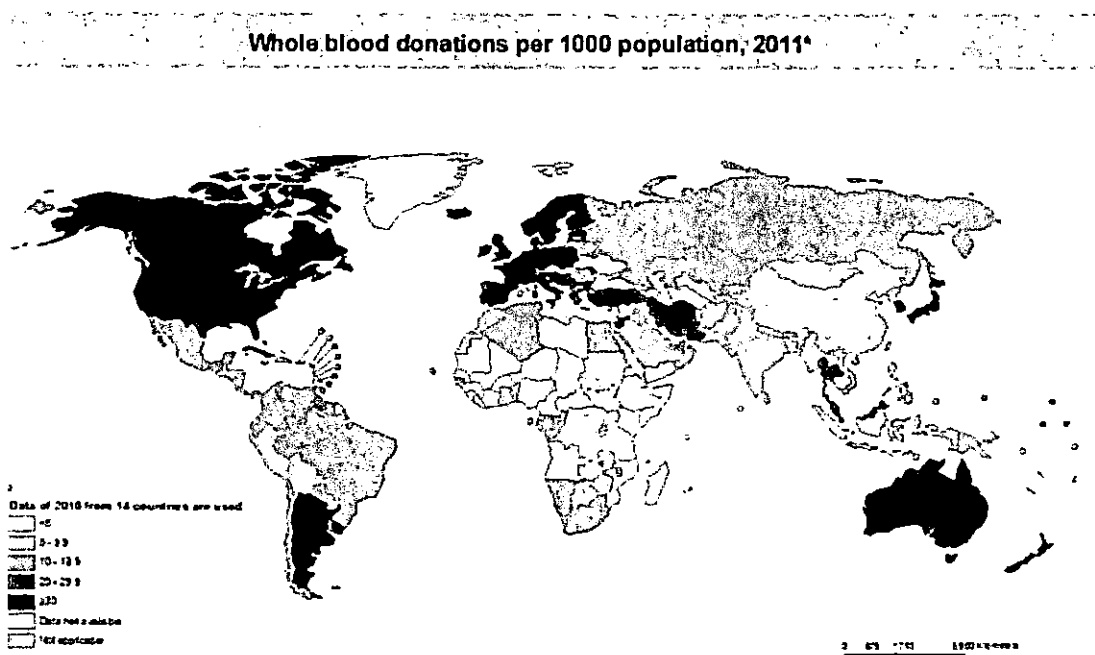 Whole blood donations per 1000 population, 2011*
Data of 2010 from 14 countries are used
<5
5 - 9.9
10 - 19.9
20 - 29.9
≥30
Data not available
Not applicable
0